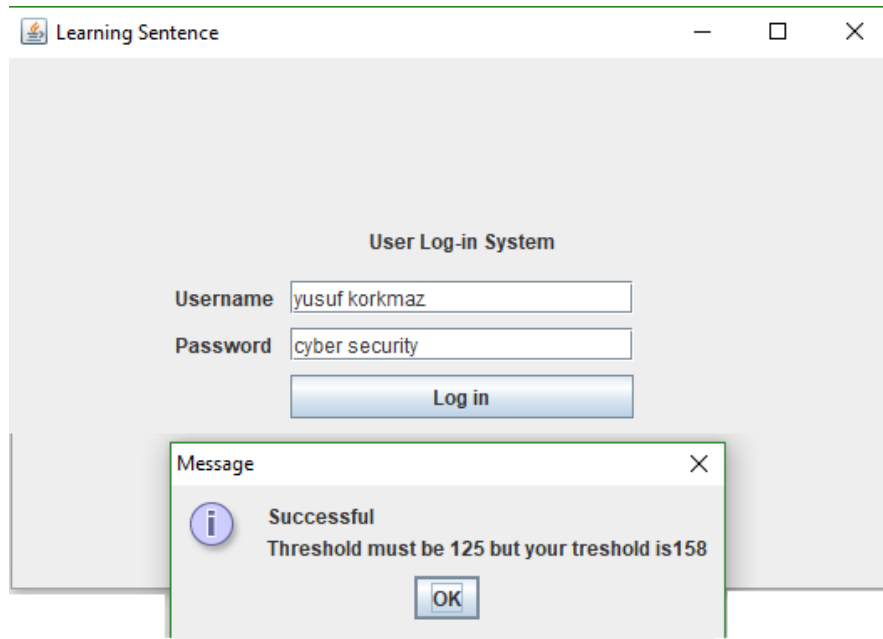 Learning Sentence
User Log-in System
Username yusuf korkmaz
Password cyber security
Log in
Message
Successful
Threshold must be 125 but your treshold is158
OK